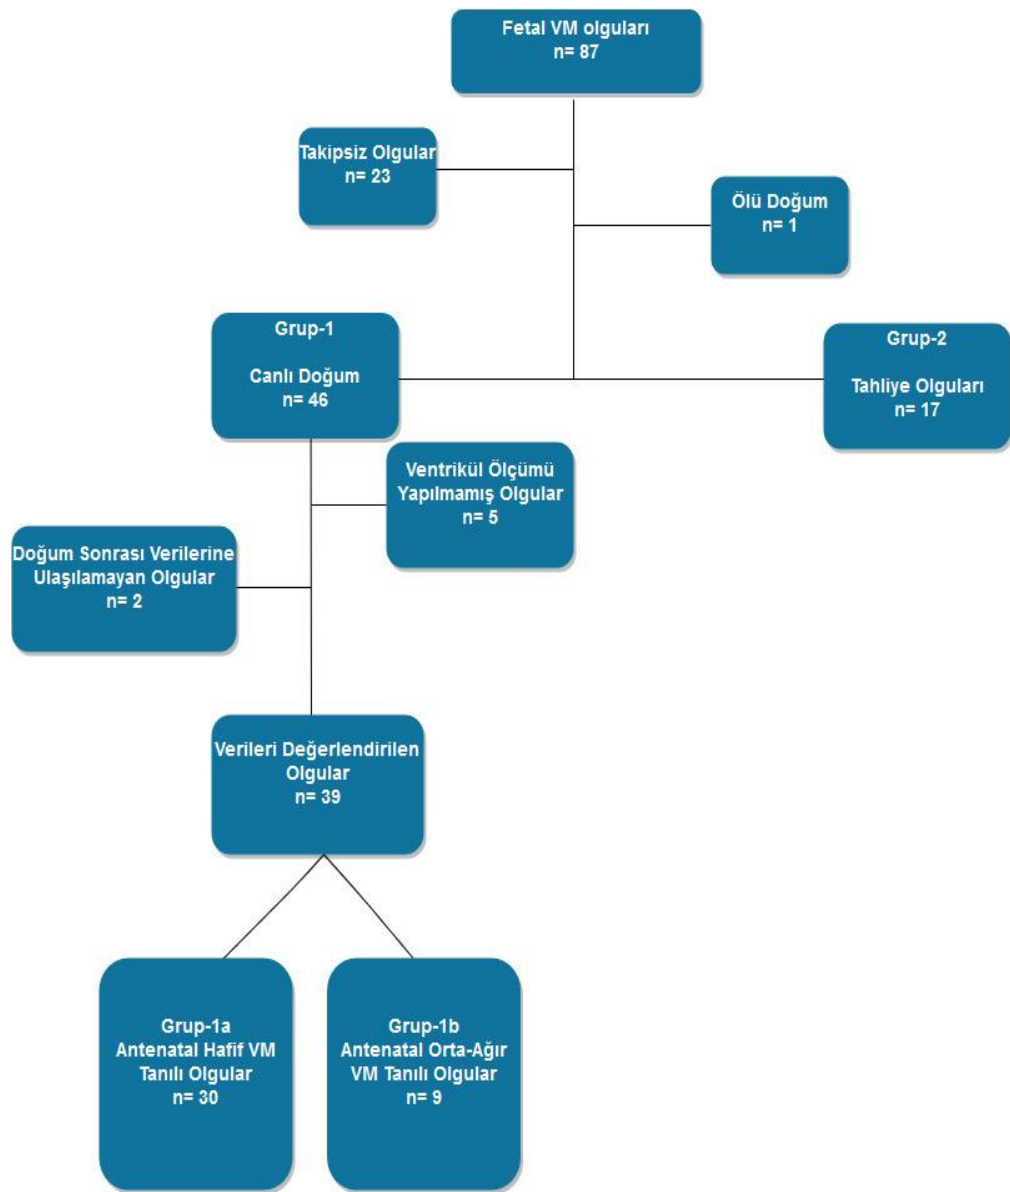 Fetal VM olguları
n= 87
Takipsiz Olgular
n= 23
Ölü Doğum
n= 1
Grup-1
Canlı Doğum
n= 46
Grup-2
Tahliye Olguları
n= 17
Ventrikül Ölçümü
Yapılmamış Olgular
n= 5
Doğum Sonrası Verilerine
Ulaşılamayan Olgular
n= 2
Verileri Değerlendirilen
Olgular
n= 39
Grup-1a
Antenatal Hafif VM
Tanılı Olgular
n= 30
Grup-1b
Antenatal Orta-Ağır
VM Tanılı Olgular
n= 9